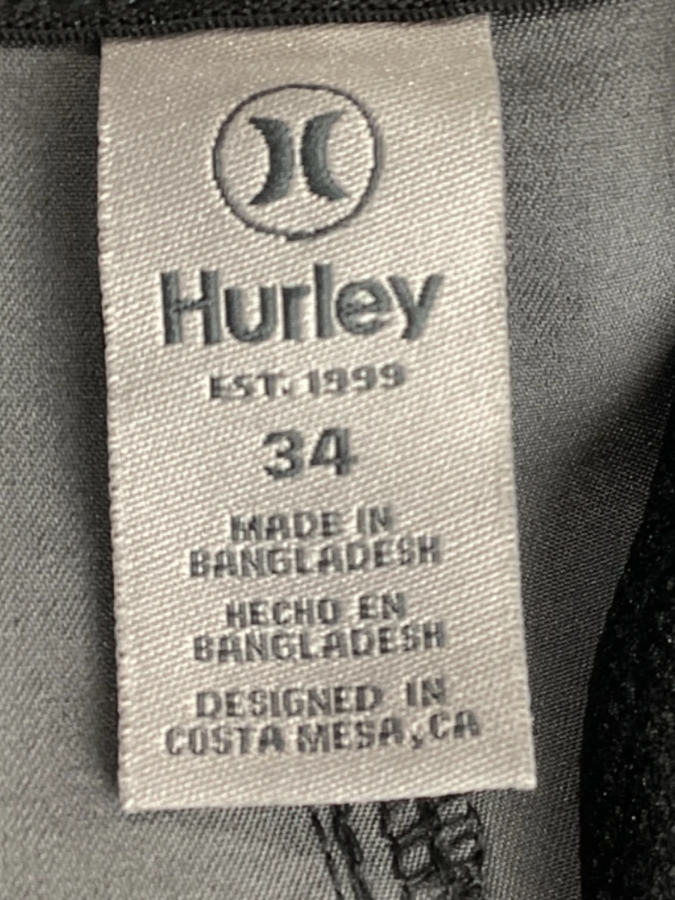 Hurley
EST. 1999
34
MADE IN
BANGLADESH
HECHO EN
BANGLADESH
DESIGNED IN
COSTA MESA, CA